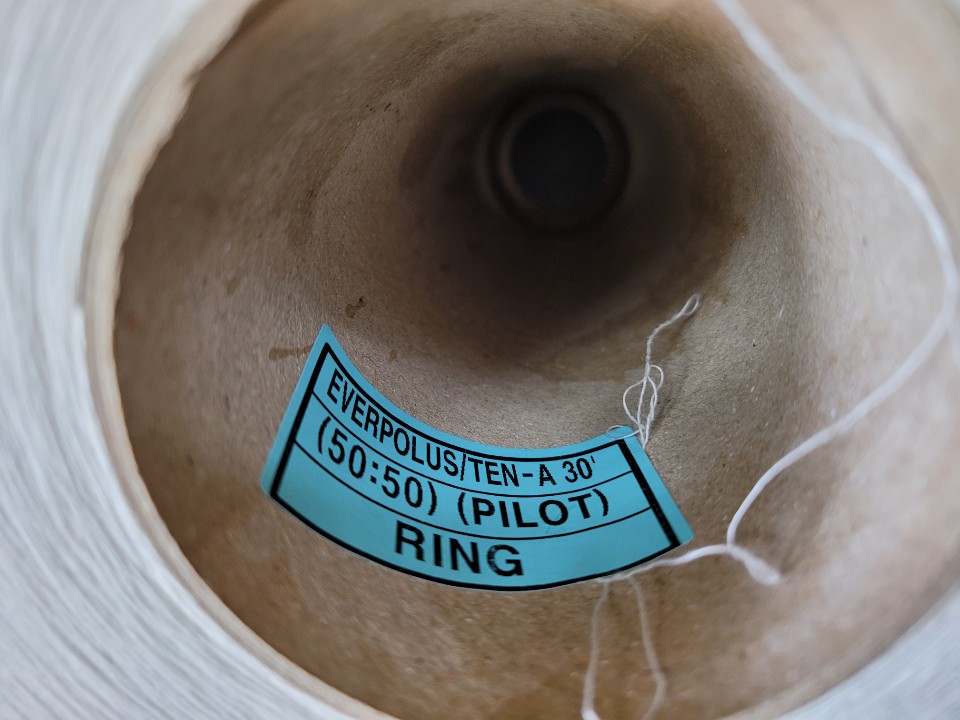 EVERPOLUS/TEN-A 30'
(50:50) (PILOT)
RING